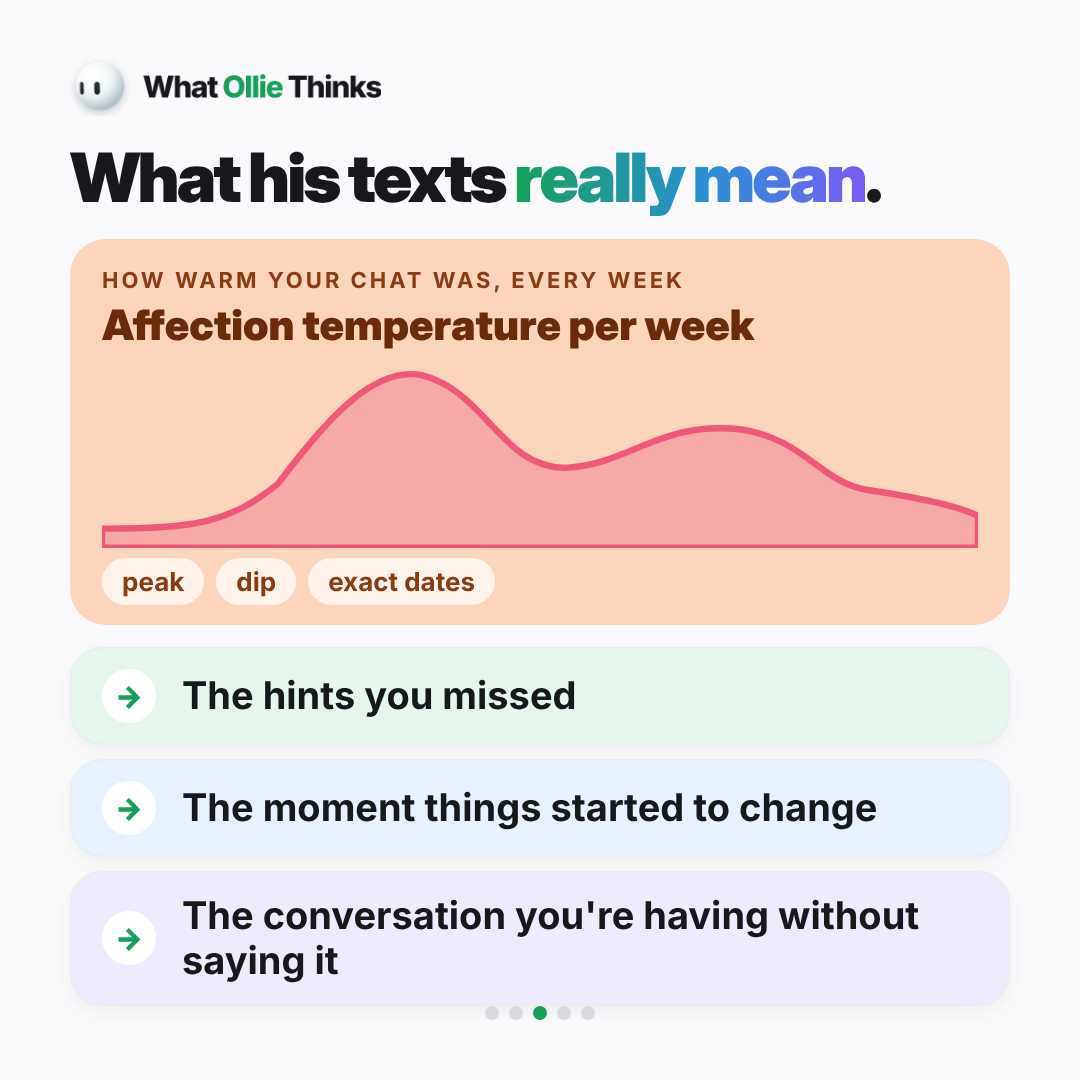 What Ollie Thinks
What his texts really mean.
HOW WARM YOUR CHAT WAS, EVERY WEEK
Affection temperature per week
peak
dip
exact dates
→ The hints you missed
→ The moment things started to change
→ The conversation you're having without
saying it